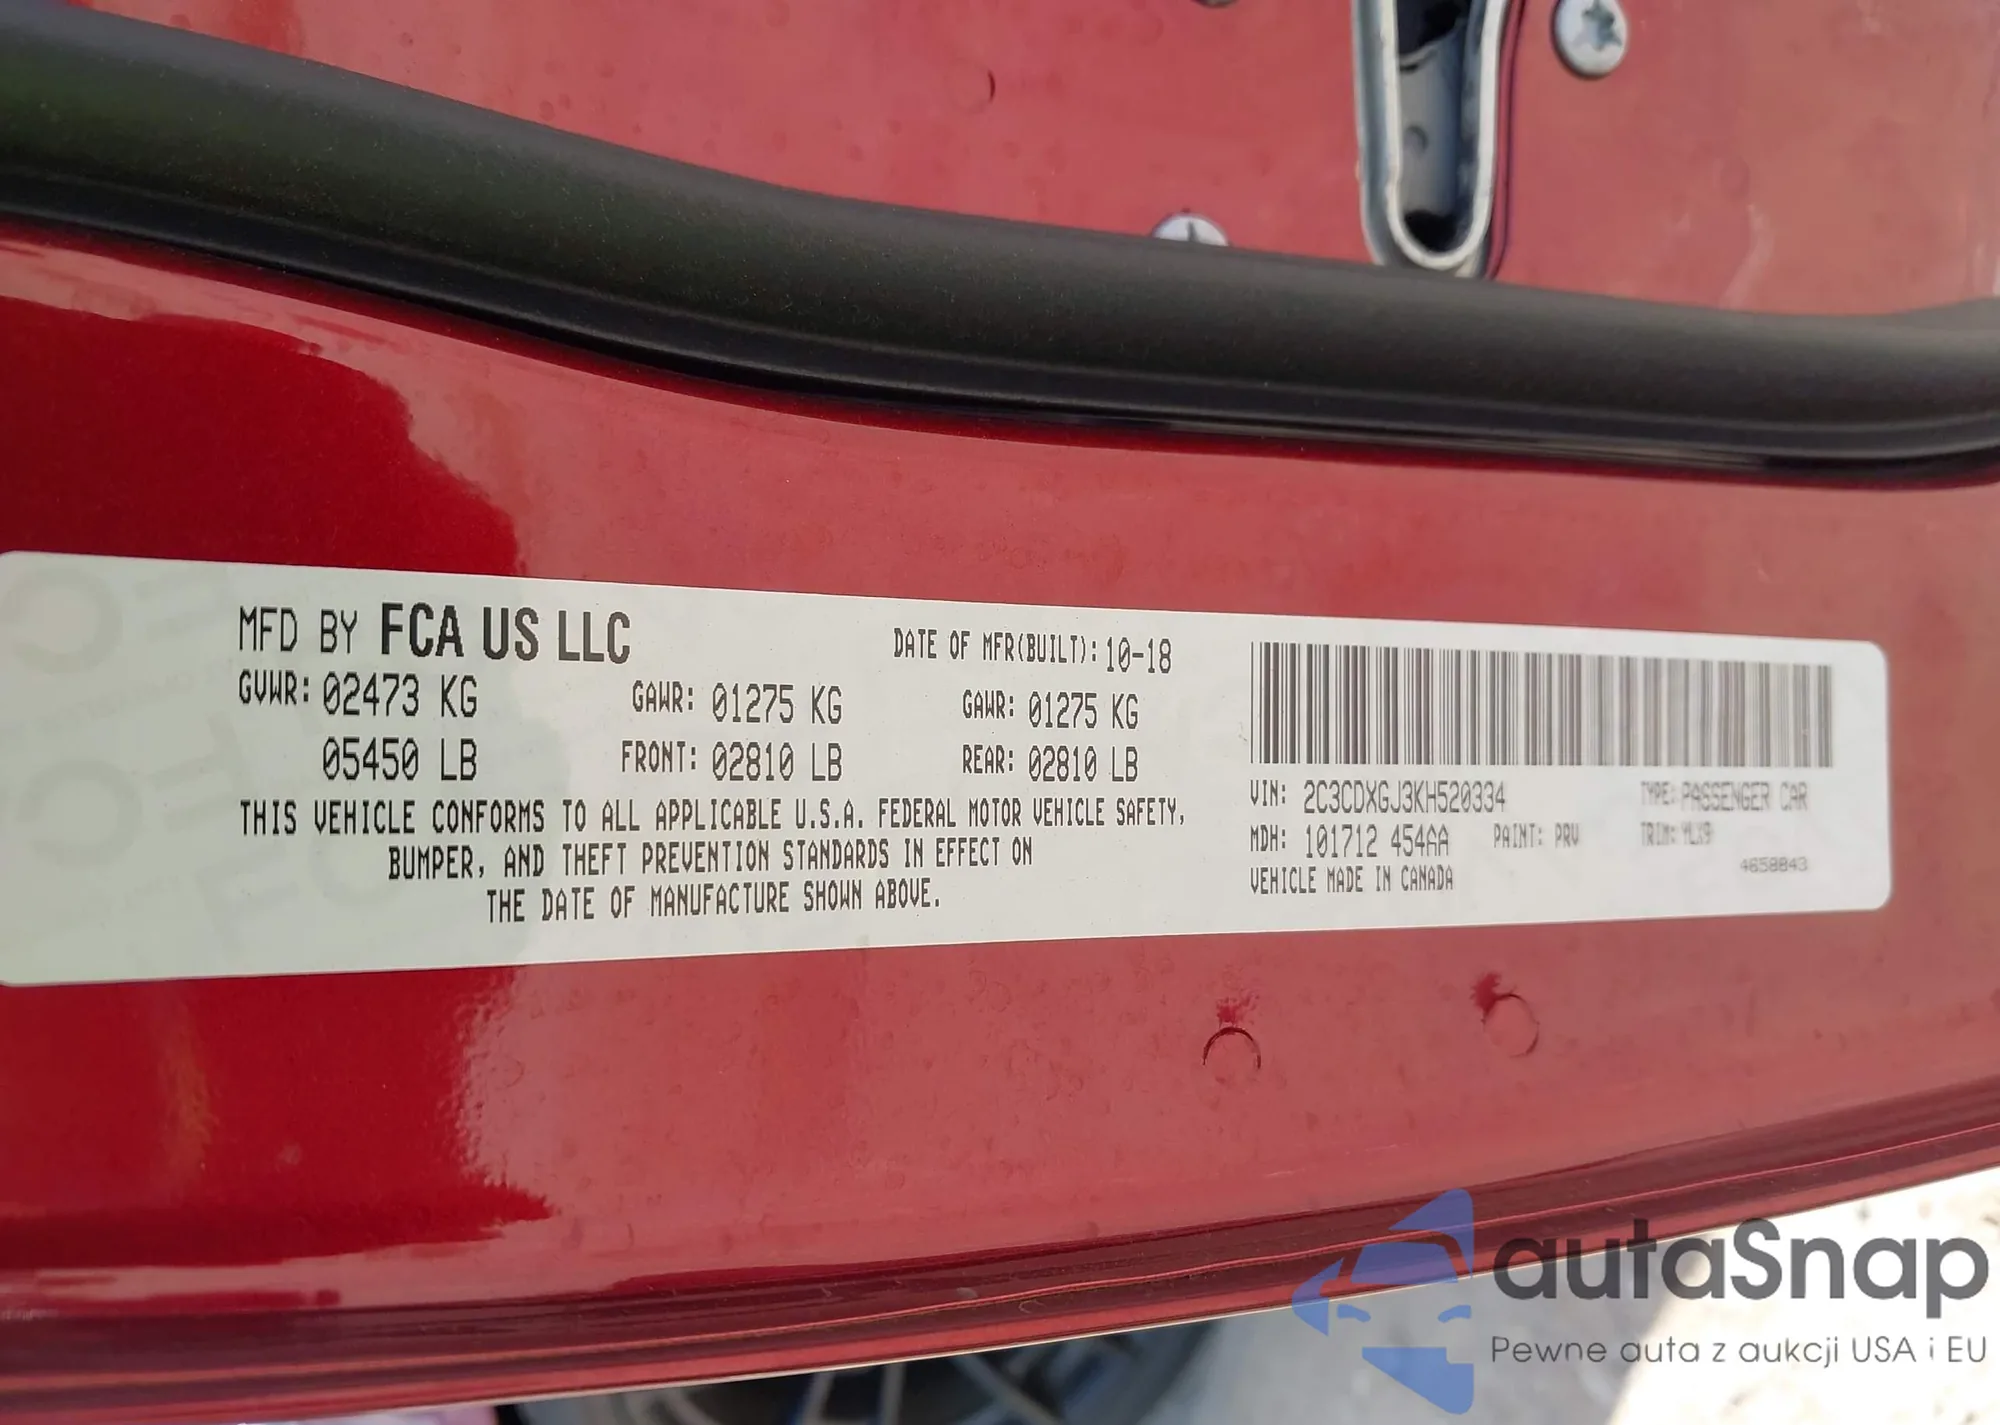 MFD BY FCA US LLC
DATE OF MFR(BUILT): 10-18
GVWR: 02473 KG
GAWR: 01275 KG
GAWR: 01275 KG
05450 LB
FRONT: 02810 LB
REAR: 02810 LB
THIS VEHICLE CONFORMS TO ALL APPLICABLE U.S.A. FEDERAL MOTOR VEHICLE SAFETY,
BUMPER, AND THEFT PREVENTION STANDARDS IN EFFECT ON
THE DATE OF MANUFACTURE SHOWN ABOVE.
VIN: 2C3CDXGJ3KH520334
TYPE: PASSENGER CAR
MDH: 101712 454AA
PAINT: PRV
TRIM: YLX9
VEHICLE MADE IN CANADA
4658843
autaSnap
Pewne auta z aukcji USA i EU